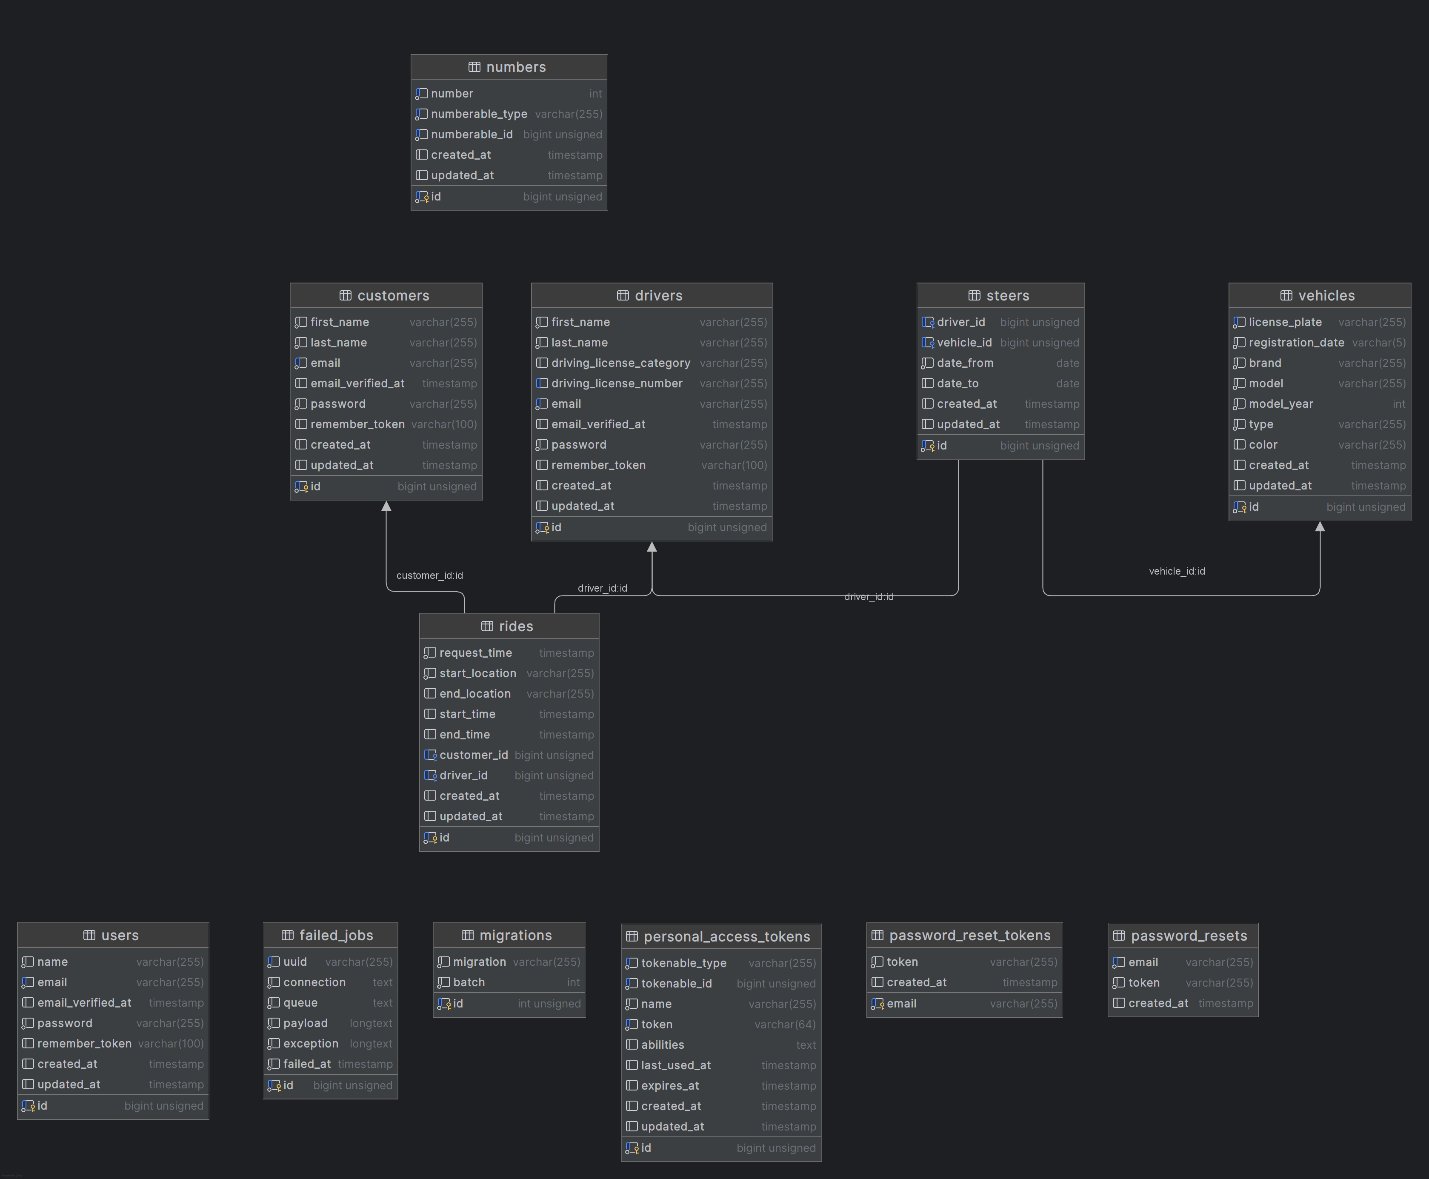 numbers
number int
numberable_type varchar(255)
numberable_id bigint unsigned
created_at timestamp
updated_at timestamp
id bigint unsigned
customers
first_name varchar(255)
last_name varchar(255)
email varchar(255)
email_verified_at timestamp
password varchar(255)
remember_token varchar(100)
created_at timestamp
updated_at timestamp
id bigint unsigned
drivers
first_name varchar(255)
last_name varchar(255)
driving_license_category varchar(255)
driving_license_number varchar(255)
email varchar(255)
email_verified_at timestamp
password varchar(255)
remember_token varchar(100)
created_at timestamp
updated_at timestamp
id bigint unsigned
steers
driver_id bigint unsigned
vehicle_id bigint unsigned
date_from date
date_to date
created_at timestamp
updated_at timestamp
id bigint unsigned
vehicles
license_plate varchar(255)
registration_date varchar(5)
brand varchar(255)
model varchar(255)
model_year int
type varchar(255)
color varchar(255)
created_at timestamp
updated_at timestamp
id bigint unsigned
customer_id:id
driver_id:id
driver_id:id
vehicle_id:id
rides
request_time timestamp
start_location varchar(255)
end_location varchar(255)
start_time timestamp
end_time timestamp
customer_id bigint unsigned
driver_id bigint unsigned
created_at timestamp
updated_at timestamp
id bigint unsigned
users
name varchar(255)
email varchar(255)
email_verified_at timestamp
password varchar(255)
remember_token varchar(100)
created_at timestamp
updated_at timestamp
id bigint unsigned
failed_jobs
uuid varchar(255)
connection text
queue text
payload longtext
exception longtext
failed_at timestamp
id bigint unsigned
migrations
migration varchar(255)
batch int
id int unsigned
personal_access_tokens
tokenable_type varchar(255)
tokenable_id bigint unsigned
name varchar(255)
token varchar(64)
abilities text
last_used_at timestamp
expires_at timestamp
created_at timestamp
updated_at timestamp
id bigint unsigned
password_reset_tokens
token varchar(255)
created_at timestamp
email varchar(255)
password_resets
email varchar(255)
token varchar(255)
created_at timestamp